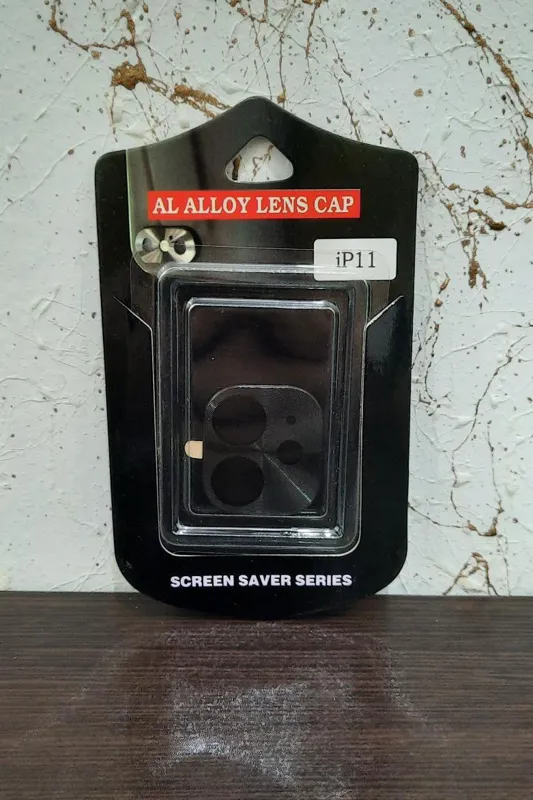 AL ALLOY LENS CAP
iP11
SCREEN SAVER SERIES